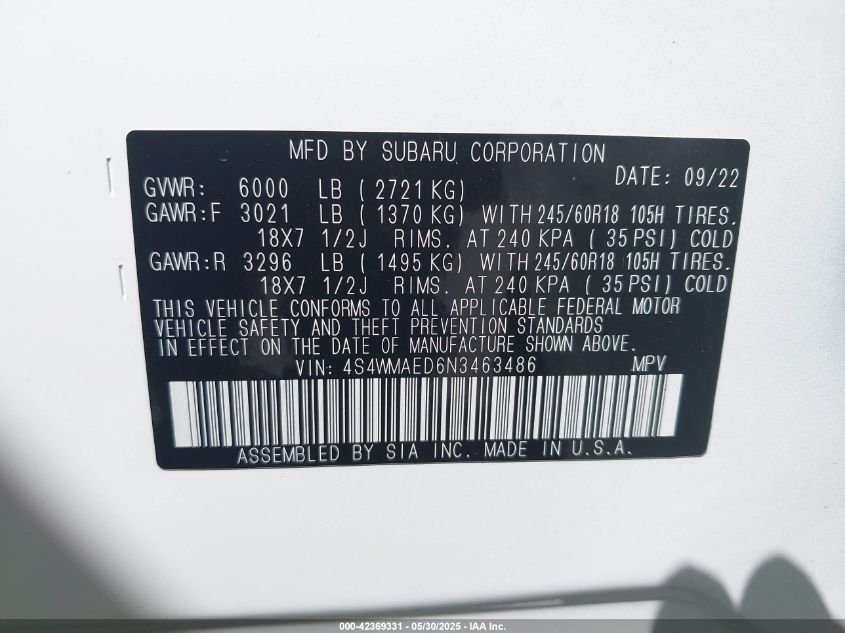 MFD BY SUBARU CORPORATION
DATE: 09/22
GVWR: 6000 LB ( 2721 KG)
GAWR:F 3021 LB ( 1370 KG) WITH 245/60R18 105H TIRES.
18X7 1/2J RIMS. AT 240 KPA ( 35 PSI) COLD
GAWR:R 3296 LB ( 1495 KG) WITH 245/60R18 105H TIRES.
18X7 1/2J RIMS. AT 240 KPA ( 35 PSI) COLD
THIS VEHICLE CONFORMS TO ALL APPLICABLE FEDERAL MOTOR
VEHICLE SAFETY AND THEFT PREVENTION STANDARDS
IN EFFECT ON THE DATE OF MANUFACTURE SHOWN ABOVE.
VIN: 4S4WMAED6N3463486 MPV
ASSEMBLED BY SIA INC. MADE IN U.S.A.
000-42369331 - 05/30/2025 - IAA Inc.